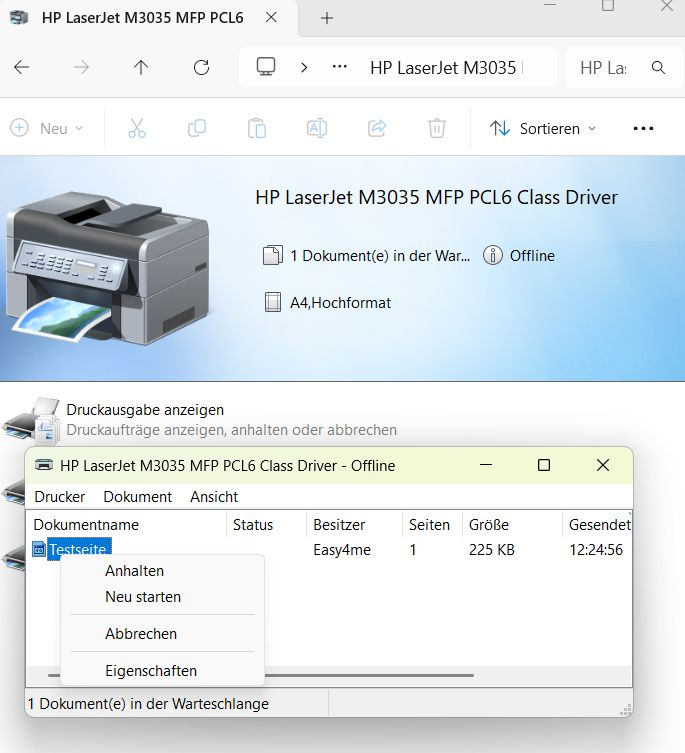 HP LaserJet M3035 MFP PCL6
HP LaserJet M3035
HP La
Neu
Sortieren
HP LaserJet M3035 MFP PCL6 Class Driver
1 Dokument(e) in der War... Offline
A4,Hochformat
Druckausgabe anzeigen
Druckaufträge anzeigen, anhalten oder abbrechen
HP LaserJet M3035 MFP PCL6 Class Driver - Offline
Drucker Dokument Ansicht
Dokumentname Status Besitzer Seiten Größe Gesendet
Testseite Easy4me 1 225 KB 12:24:56
Anhalten
Neu starten
Abbrechen
Eigenschaften
1 Dokument(e) in der Warteschlange